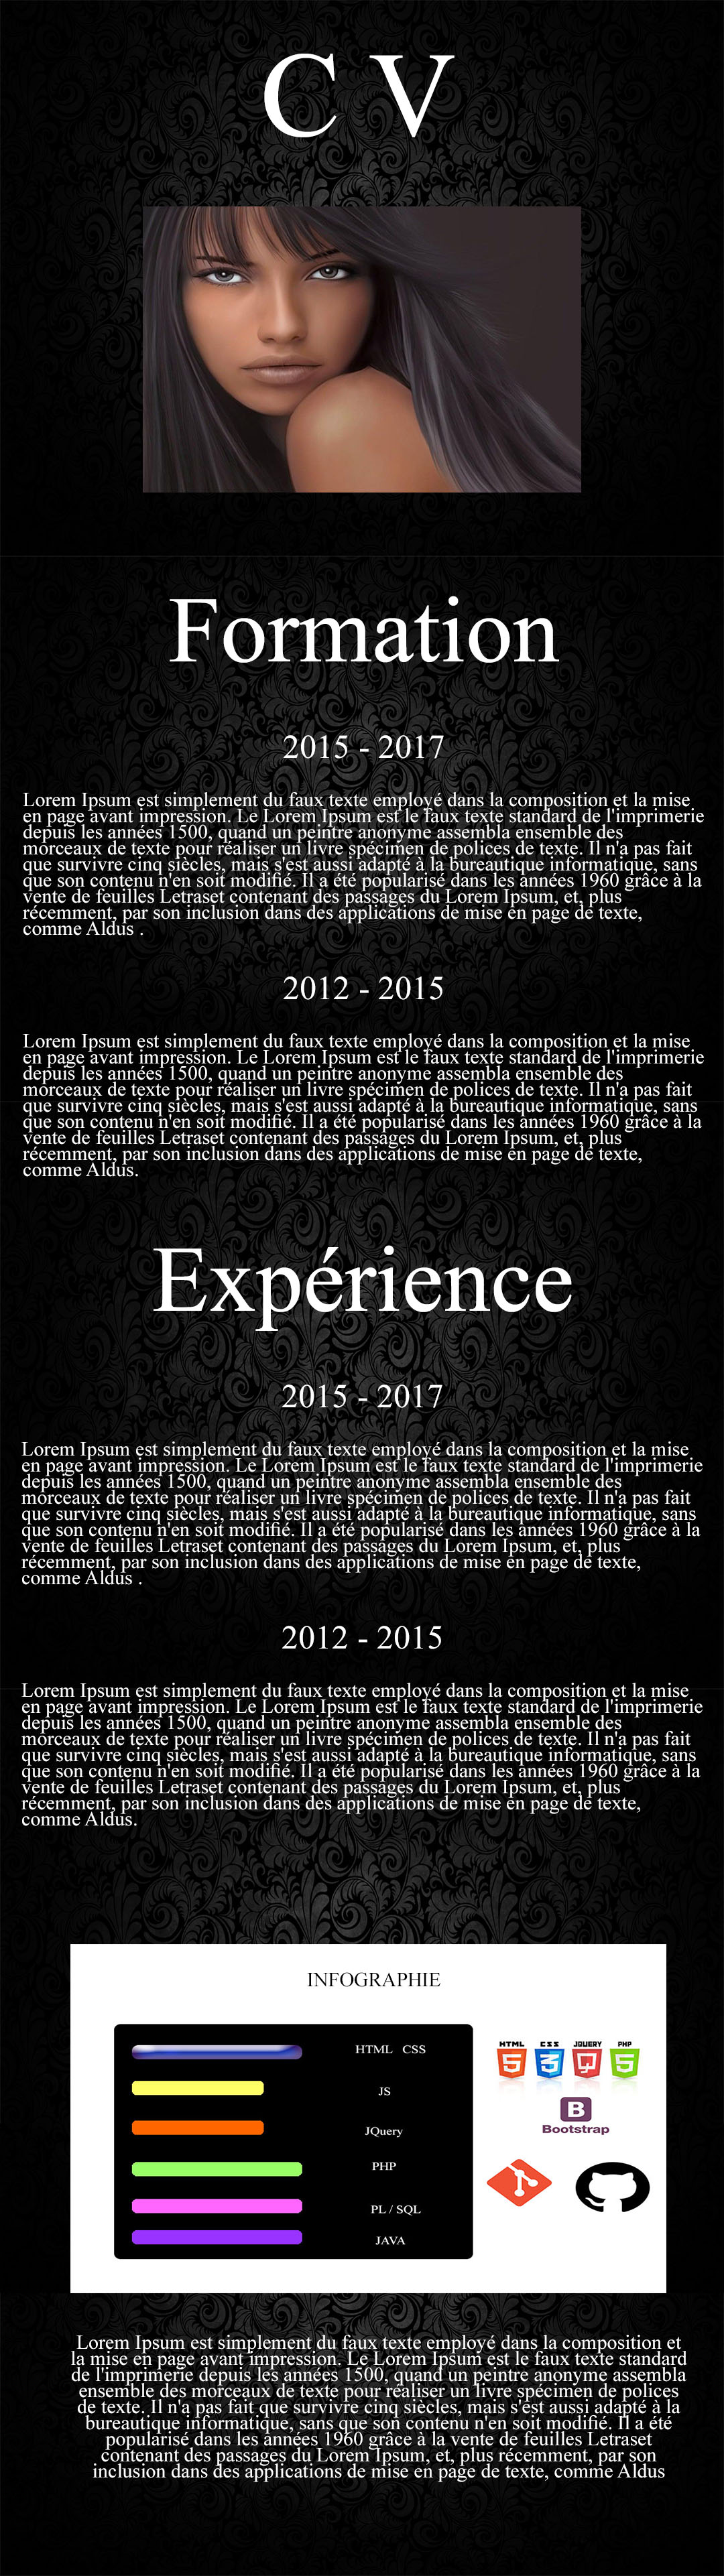 C V
Formation
2015 - 2017
Lorem Ipsum est simplement du faux texte employé dans la composition et la mise
en page avant impression. Le Lorem Ipsum est le faux texte standard de l'imprimerie
depuis les années 1500, quand un peintre anonyme assembla ensemble des
morceaux de texte pour réaliser un livre spécimen de polices de texte. Il n'a pas fait
que survivre cinq siècles, mais s'est aussi adapté à la bureautique informatique, sans
que son contenu n'en soit modifié. Il a été popularisé dans les années 1960 grâce à la
vente de feuilles Letraset contenant des passages du Lorem Ipsum, et, plus
récemment, par son inclusion dans des applications de mise en page de texte,
comme Aldus .
2012 - 2015
Lorem Ipsum est simplement du faux texte employé dans la composition et la mise
en page avant impression. Le Lorem Ipsum est le faux texte standard de l'imprimerie
depuis les années 1500, quand un peintre anonyme assembla ensemble des
morceaux de texte pour réaliser un livre spécimen de polices de texte. Il n'a pas fait
que survivre cinq siècles, mais s'est aussi adapté à la bureautique informatique, sans
que son contenu n'en soit modifié. Il a été popularisé dans les années 1960 grâce à la
vente de feuilles Letraset contenant des passages du Lorem Ipsum, et, plus
récemment, par son inclusion dans des applications de mise en page de texte,
comme Aldus.
Expérience
2015 - 2017
Lorem Ipsum est simplement du faux texte employé dans la composition et la mise
en page avant impression. Le Lorem Ipsum est le faux texte standard de l'imprimerie
depuis les années 1500, quand un peintre anonyme assembla ensemble des
morceaux de texte pour réaliser un livre spécimen de polices de texte. Il n'a pas fait
que survivre cinq siècles, mais s'est aussi adapté à la bureautique informatique, sans
que son contenu n'en soit modifié. Il a été popularisé dans les années 1960 grâce à la
vente de feuilles Letraset contenant des passages du Lorem Ipsum, et, plus
récemment, par son inclusion dans des applications de mise en page de texte,
comme Aldus .
2012 - 2015
Lorem Ipsum est simplement du faux texte employé dans la composition et la mise
en page avant impression. Le Lorem Ipsum est le faux texte standard de l'imprimerie
depuis les années 1500, quand un peintre anonyme assembla ensemble des
morceaux de texte pour réaliser un livre spécimen de polices de texte. Il n'a pas fait
que survivre cinq siècles, mais s'est aussi adapté à la bureautique informatique, sans
que son contenu n'en soit modifié. Il a été popularisé dans les années 1960 grâce à la
vente de feuilles Letraset contenant des passages du Lorem Ipsum, et, plus
récemment, par son inclusion dans des applications de mise en page de texte,
comme Aldus.
INFOGRAPHIE
HTML CSS
JS
JQuery
PHP
PL / SQL
JAVA
HTML CSS JQUERY PHP
5 3 Q 5
B
Bootstrap
Lorem Ipsum est simplement du faux texte employé dans la composition et
la mise en page avant impression. Le Lorem Ipsum est le faux texte standard
de l'imprimerie depuis les années 1500, quand un peintre anonyme assembla
ensemble des morceaux de texte pour réaliser un livre spécimen de polices
de texte. Il n'a pas fait que survivre cinq siècles, mais s'est aussi adapté à la
bureautique informatique, sans que son contenu n'en soit modifié. Il a été
popularisé dans les années 1960 grâce à la vente de feuilles Letraset
contenant des passages du Lorem Ipsum, et, plus récemment, par son
inclusion dans des applications de mise en page de texte, comme Aldus